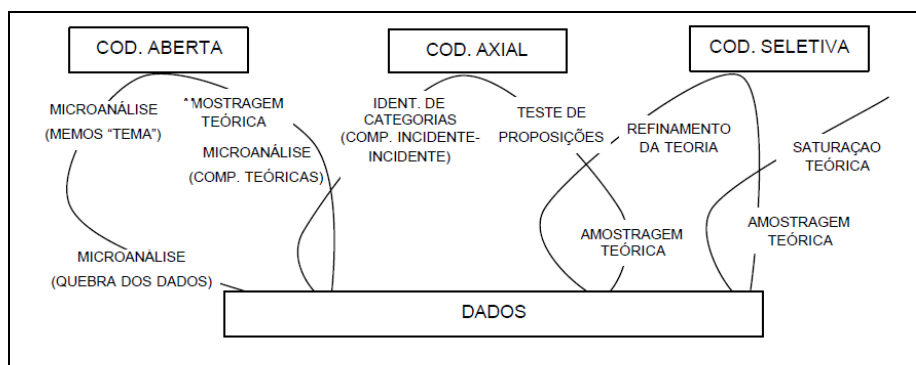 COD. ABERTA
COD. AXIAL
COD. SELETIVA
MICROANÁLISE
(MEMOS “TEMA”)
AMOSTRAGEM
TEÓRICA
MICROANÁLISE
(COMP. TEÓRICAS)
MICROANÁLISE
(QUEBRA DOS DADOS)
IDENT. DE
CATEGORIAS
(COMP. INCIDENTE-
INCIDENTE)
TESTE DE
PROPOSIÇÕES
AMOSTRAGEM
TEÓRICA
REFINAMENTO
DA TEORIA
SATURAÇAO
TEÓRICA
AMOSTRAGEM
TEÓRICA
DADOS